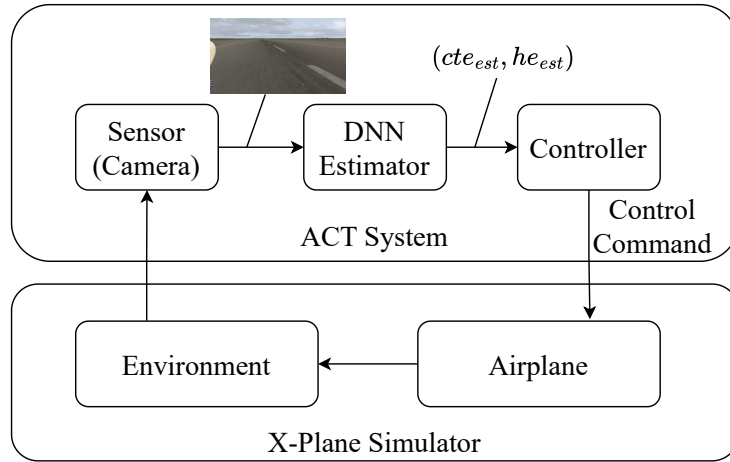 (cte_est, he_est)
Sensor
(Camera)
DNN
Estimator
Controller
Control
Command
ACT System
Environment
Airplane
X-Plane Simulator